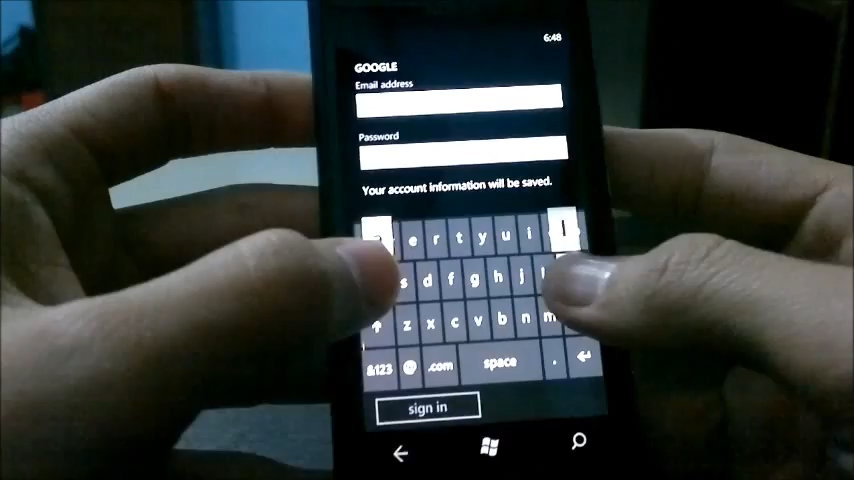 6:48
GOOGLE
Email address
Password
Your account information will be saved.
e r t y u i l
s d f g h j
z x c v b n m
&123 @ .com space .
sign in